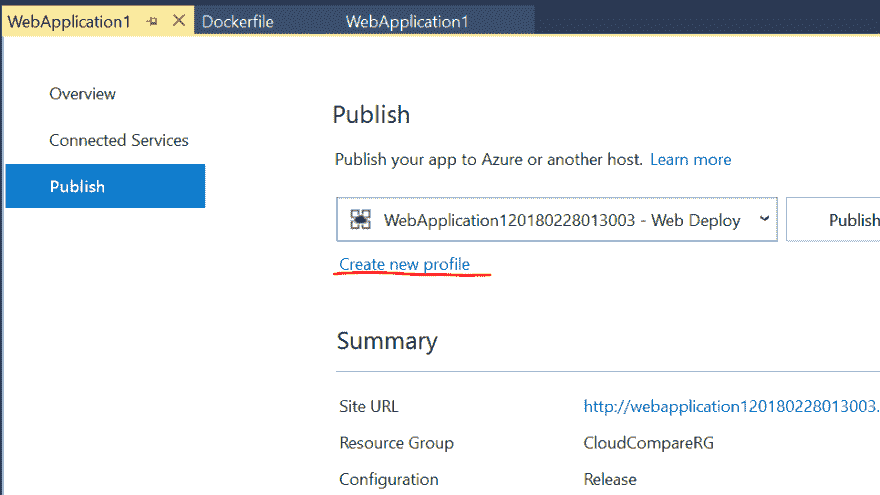 WebApplication1 Dockerfile WebApplication1
Overview
Connected Services
Publish
Publish
Publish your app to Azure or another host. Learn more
WebApplication120180228013003 - Web Deploy Publish
Create new profile
Summary
Site URL http://webapplication120180228013003.
Resource Group CloudCompareRG
Configuration Release